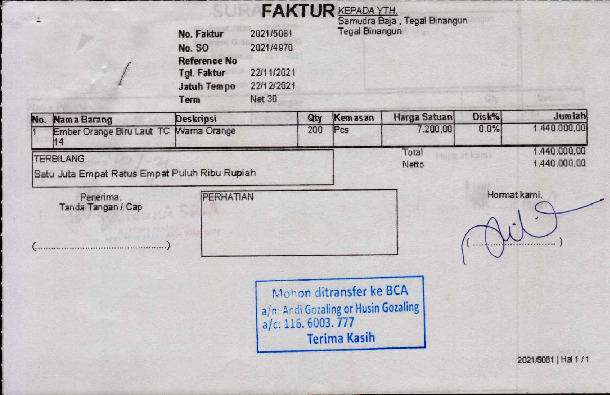 FAKTUR
KEPADA YTH.
Samudra Baja , Tegal Binangun
Tegal Binangun
No. Faktur 2021/5081
No. SO 2021/4970
Reference No
Tgl. Faktur 22/11/2021
Jatuh Tempo 22/12/2021
Term Net 30
No. Nama Barang Deskripsi Qty Kemasan Harga Satuan Disk% Jumlah
1 Ember Orange Biru Laut TC 14 Warna Orange 200 Pcs 7.200,00 0.0% 1.440.000,00
Total 1.440.000,00
Netto 1.440.000,00
TERBILANG
Satu Juta Empat Ratus Empat Puluh Ribu Rupiah
Penerima,
Tanda Tangan / Cap
(..............................)
PERHATIAN
Hormat kami,
(..............................)
Mohon ditransfer ke BCA
a/n: Andi Gozaling or Husin Gozaling
a/c: 116. 6003. 777
Terima Kasih
2021/5081 | Hal 1 / 1